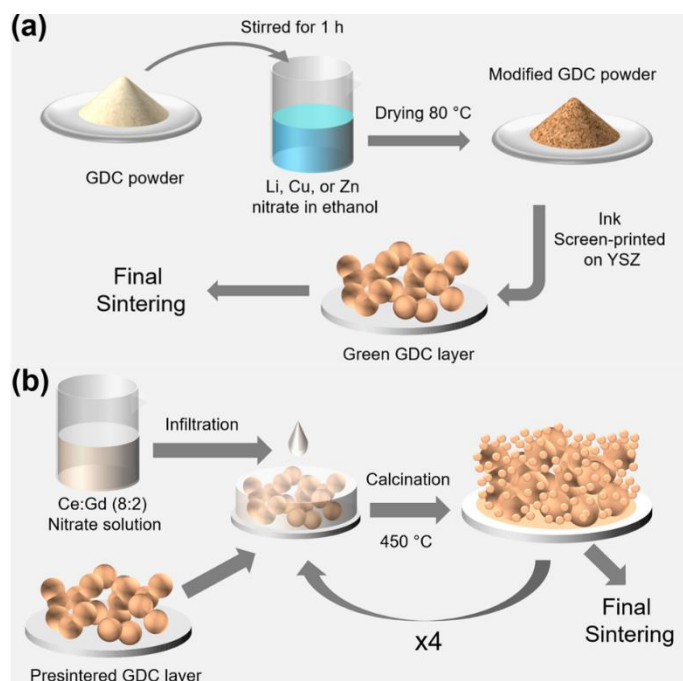 (a)
Stirred for 1 h
GDC powder
Li, Cu, or Zn
nitrate in ethanol
Drying 80 °C
Modified GDC powder
Ink
Screen-printed
on YSZ
Green GDC layer
Final
Sintering
(b)
Ce:Gd (8:2)
Nitrate solution
Infiltration
Presintered GDC layer
Calcination
450 °C
x4
Final
Sintering